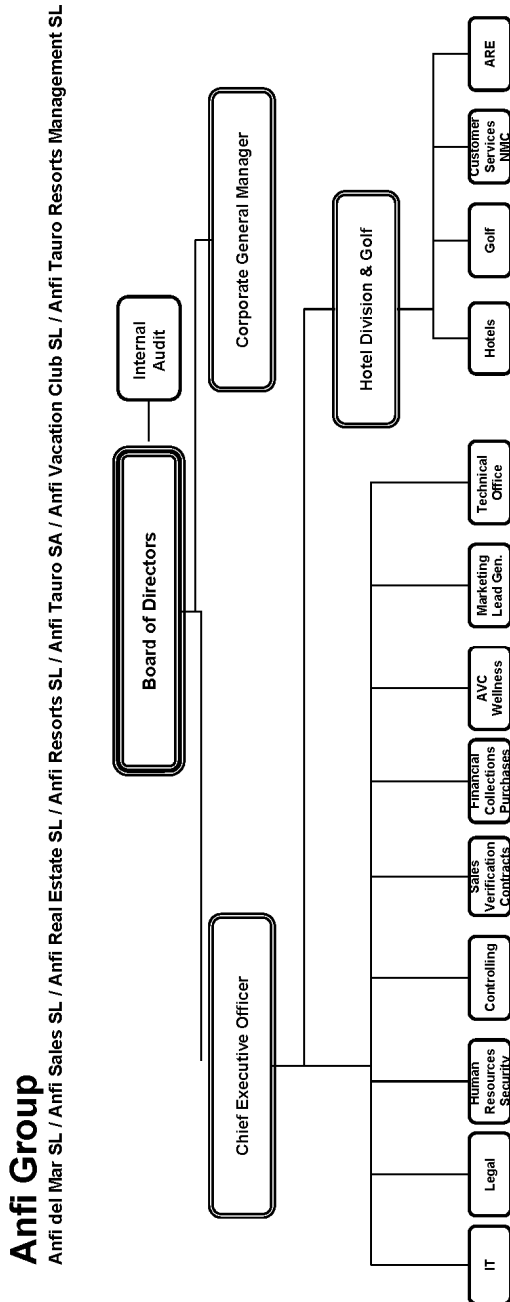 Anfi Group
Anfi del Mar SL / Anfi Sales SL / Anfi Real Estate SL / Anfi Resorts SL / Anfi Tauro SA / Anfi Vacation Club SL / Anfi Tauro Resorts Management SL
Board of Directors
Internal
Audit
Chief Executive Officer
Corporate General Manager
Hotel Division & Golf
IT
Legal
Human
Resources
Security
Controlling
Sales
Verification
Contracts
Financial
Collections
Purchases
AVC
Wellness
Marketing
Lead Gen.
Technical
Office
Hotels
Golf
Customer
Services
NMC
ARE